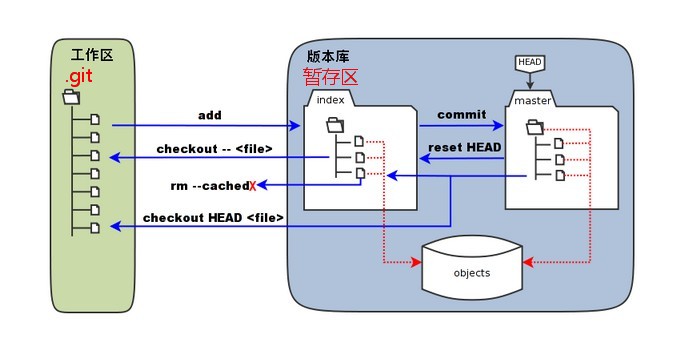 工作区
.git
版本库
暂存区
HEAD
index
master
add
commit
checkout -- <file>
reset HEAD
rm --cachedX
checkout HEAD <file>
objects